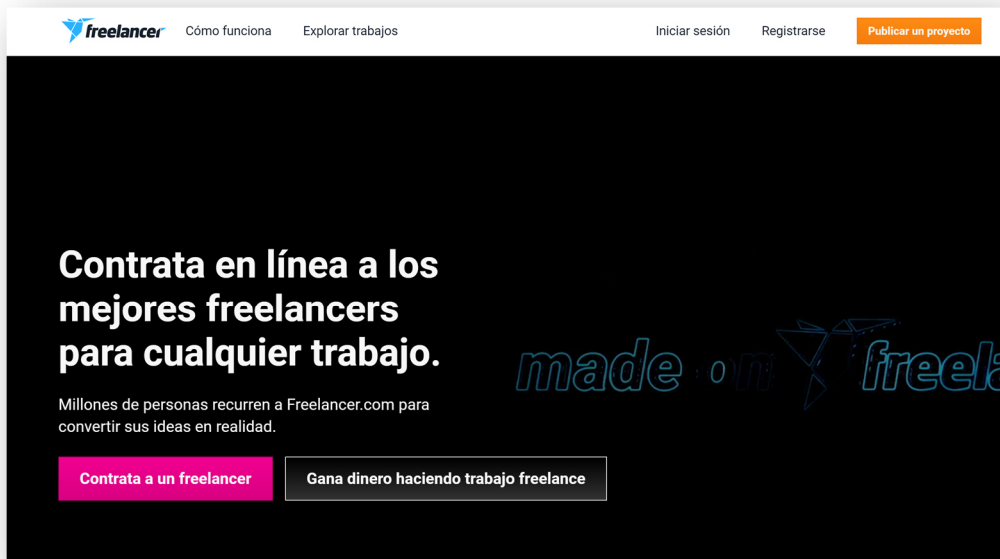 freelancer Cómo funciona Explorar trabajos Iniciar sesión Registrarse Publicar un proyecto
Contrata en línea a los
mejores freelancers
para cualquier trabajo.
made on freela
Millones de personas recurren a Freelancer.com para
convertir sus ideas en realidad.
Contrata a un freelancer Gana dinero haciendo trabajo freelance